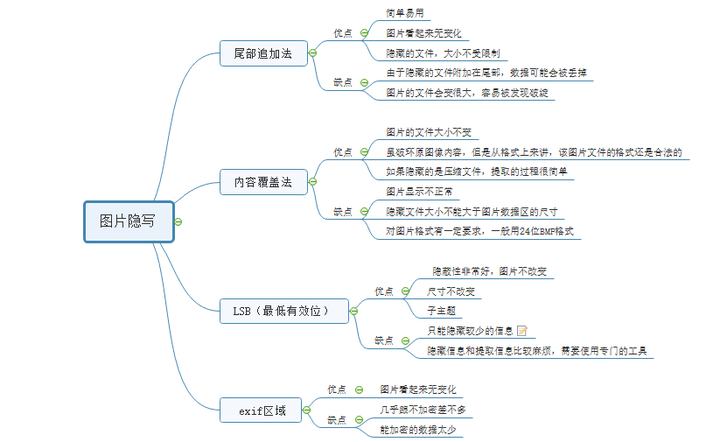 图片隐写
尾部追加法
优点
简单易用
图片看起来无变化
隐藏的文件，大小不受限制
缺点
由于隐藏的文件附加在尾部，数据可能会被丢掉
图片的文件会变很大，容易被发现破绽
内容覆盖法
优点
图片的文件大小不变
虽破坏原图像内容，但是从格式上来讲，该图片文件的格式还是合法的
如果隐藏的是压缩文件，提取的过程很简单
缺点
图片显示不正常
隐藏文件大小不能大于图片数据区的尺寸
对图片格式有一定要求，一般用24位BMP格式
LSB（最低有效位）
优点
隐蔽性非常好，图片不改变
尺寸不改变
子主题
缺点
只能隐藏较少的信息
隐藏信息和提取信息比较麻烦，需要使用专门的工具
exif区域
优点
图片看起来无变化
缺点
几乎跟不加密差不多
能加密的数据太少